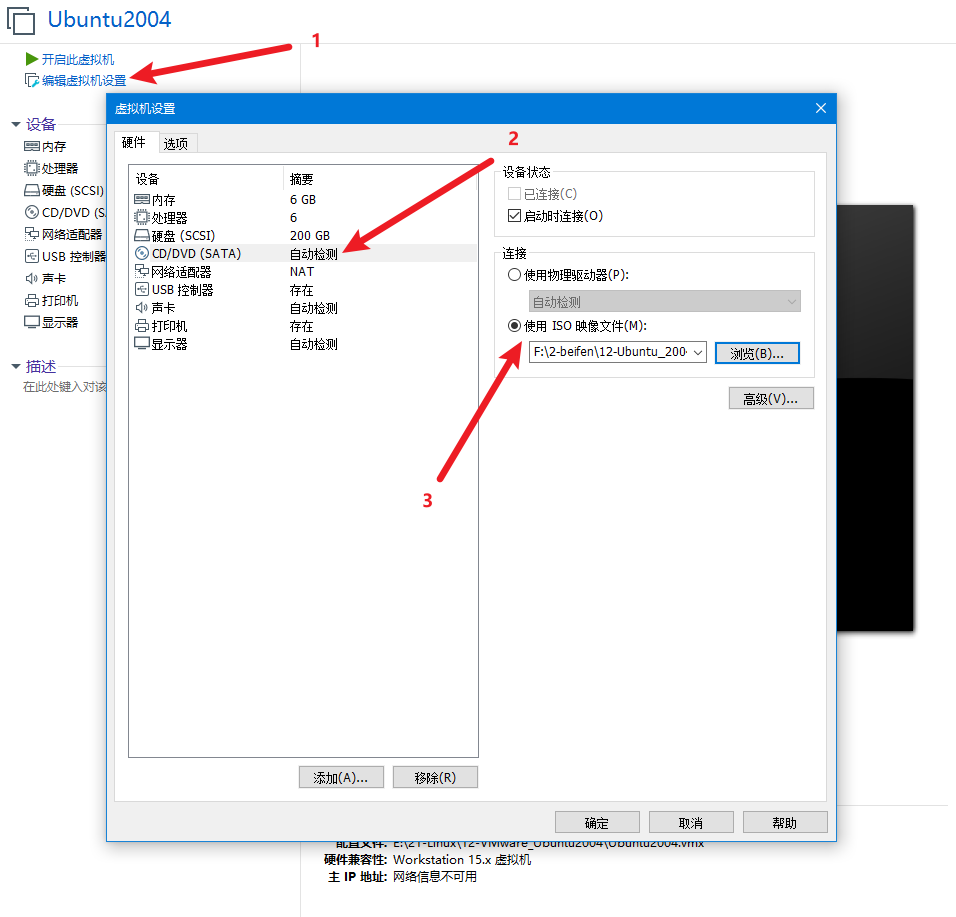 Ubuntu2004
1
开启此虚拟机
编辑虚拟机设置
设备
内存
处理器
硬盘 (SCSI)
CD/DVD (S
网络适配器
USB 控制器
声卡
打印机
显示器
描述
在此处键入对该
虚拟机设置
硬件
选项
2
设备 摘要
内存 6 GB
处理器 6
硬盘 (SCSI) 200 GB
CD/DVD (SATA) 自动检测
网络适配器 NAT
USB 控制器 存在
声卡 自动检测
打印机 存在
显示器 自动检测
设备状态
已连接(C)
启动时连接(O)
连接
使用物理驱动器(P):
自动检测
使用 ISO 映像文件(M):
F:\2-beifen\12-Ubuntu_200
浏览(B)...
高级(V)...
3
添加(A)...
移除(R)
确定
取消
帮助
配置文件: E:\21-Linux\12-VMware_Ubuntu2004\Ubuntu2004.vmx
硬件兼容性: Workstation 15.x 虚拟机
主 IP 地址: 网络信息不可用